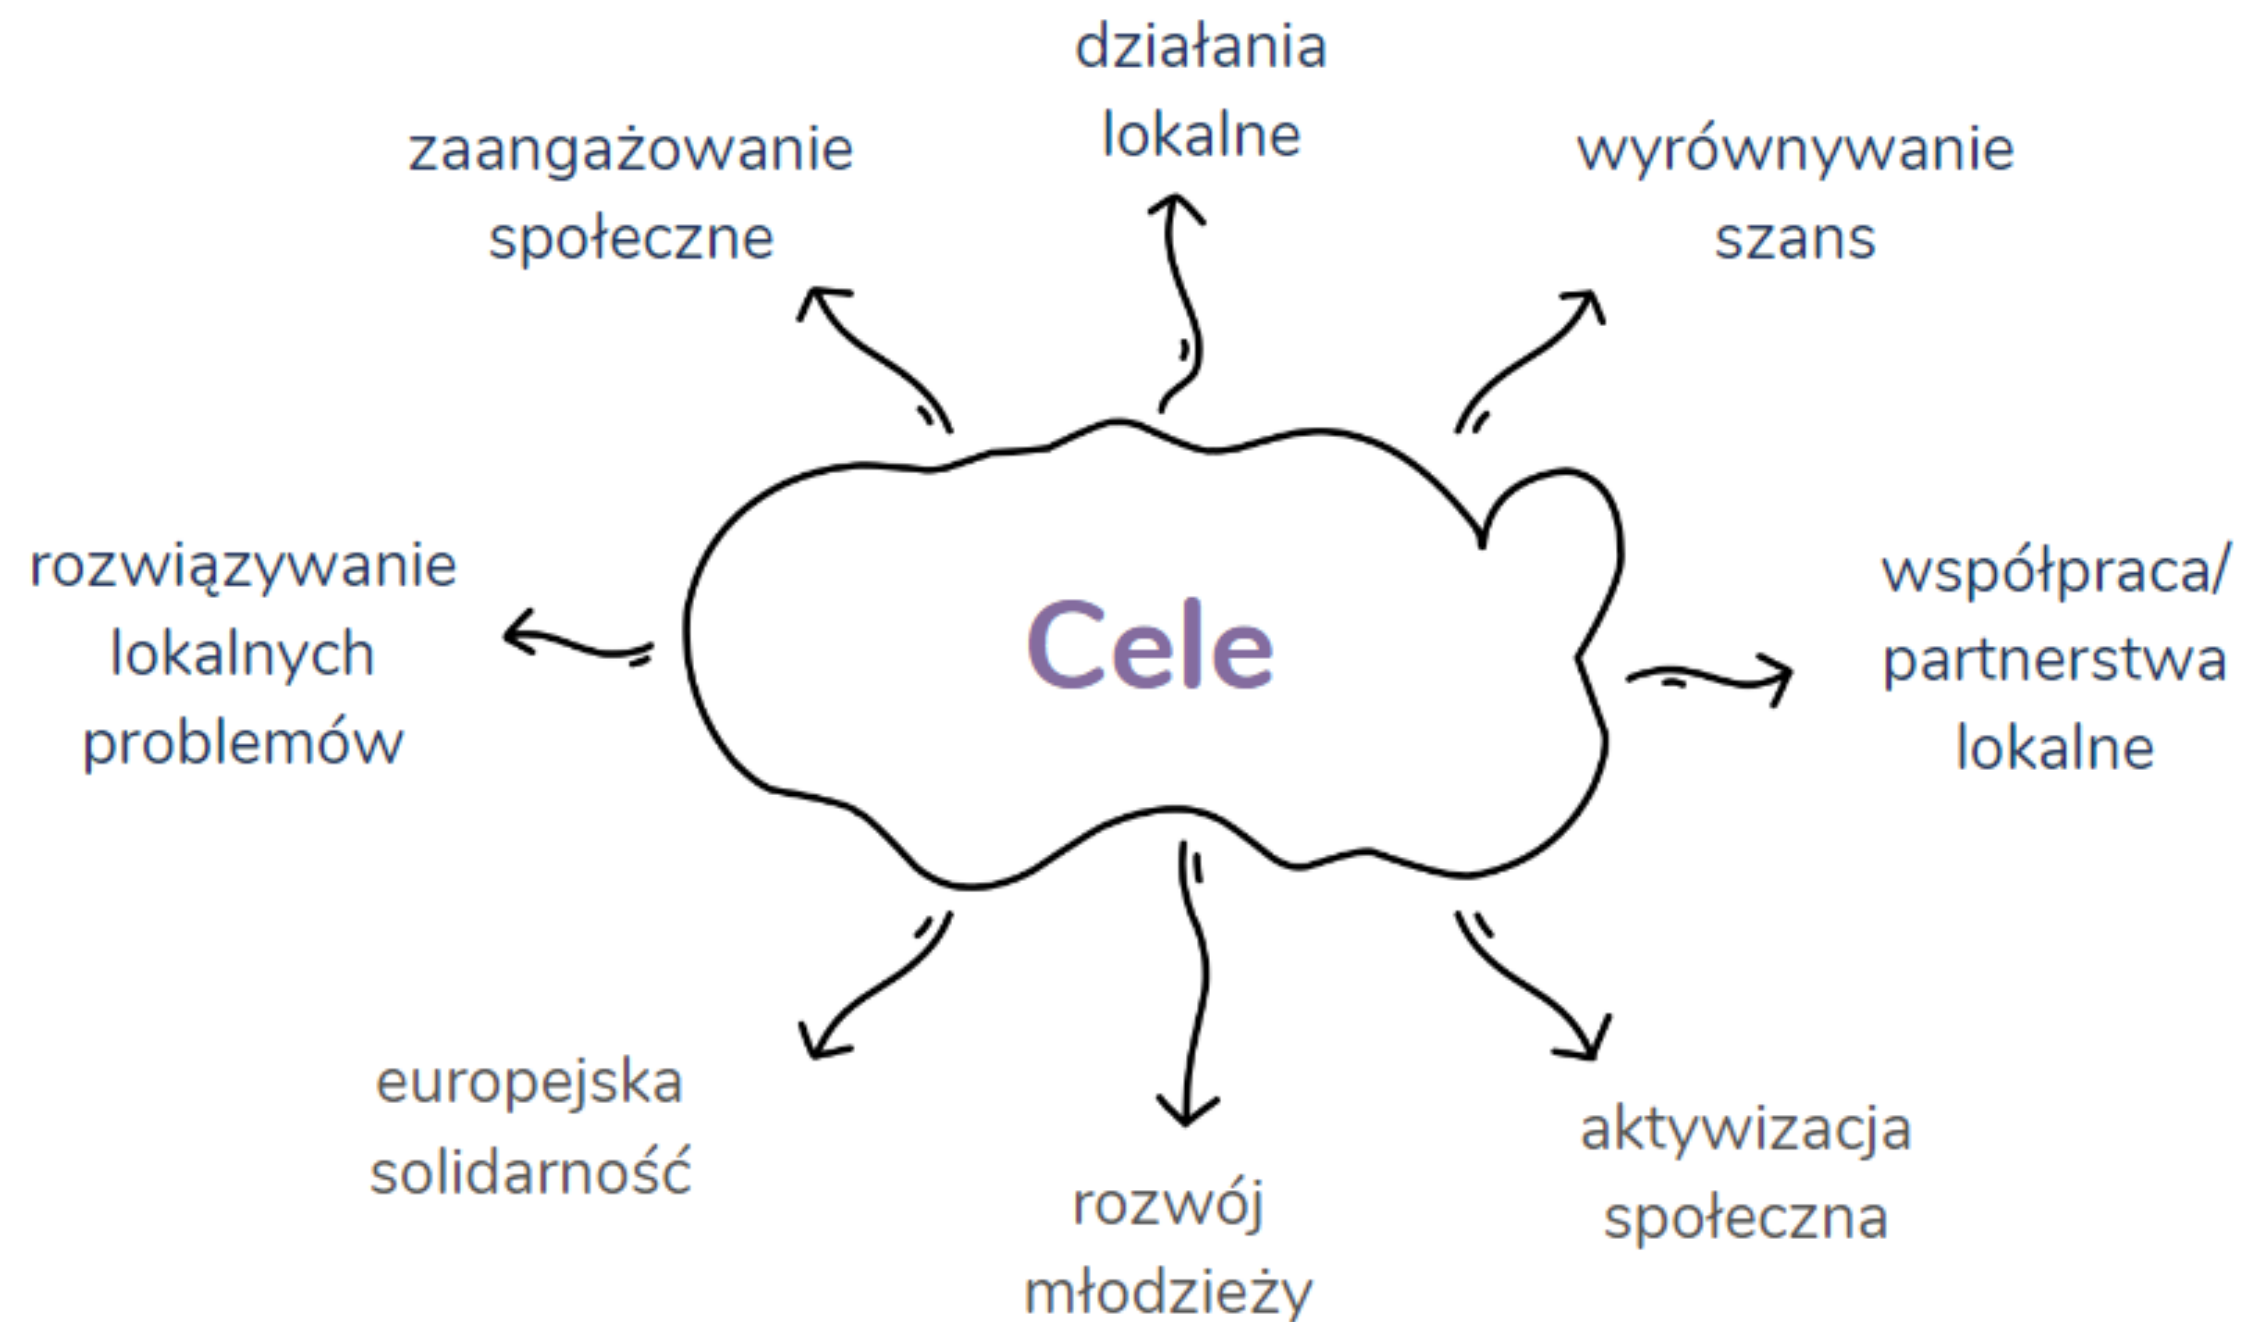 działania
lokalne
zaangażowanie
społeczne
wyrównywanie
szans
rozwiązywanie
lokalnych
problemów
Cele
współpraca/
partnerstwa
lokalne
europejska
solidarność
rozwój
młodzieży
aktywizacja
społeczna